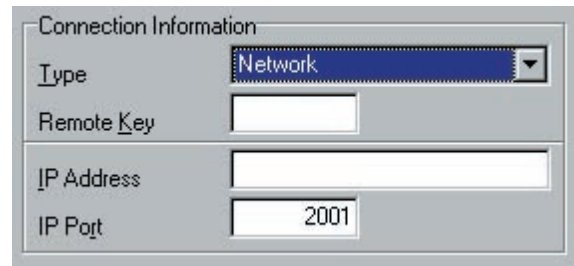 Connection Information
Type Network
Remote Key
IP Address
IP Port 2001